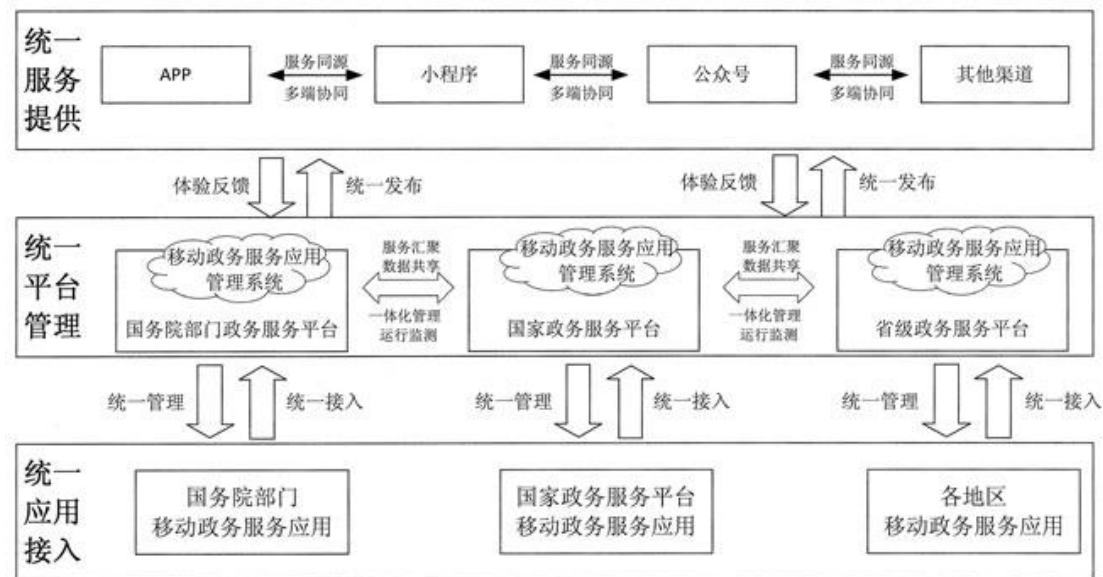 统一
服务
提供
APP
服务同源
多端协同
小程序
服务同源
多端协同
公众号
服务同源
多端协同
其他渠道
体验反馈
统一发布
体验反馈
统一发布
统一
平台
管理
移动政务服务应用
管理系统
国务院部门政务服务平台
服务汇聚
数据共享
一体化管理
运行监测
移动政务服务应用
管理系统
国家政务服务平台
服务汇聚
数据共享
一体化管理
运行监测
移动政务服务应用
管理系统
省级政务服务平台
统一管理
统一接入
统一管理
统一接入
统一管理
统一接入
统一
应用
接入
国务院部门
移动政务服务应用
国家政务服务平台
移动政务服务应用
各地区
移动政务服务应用